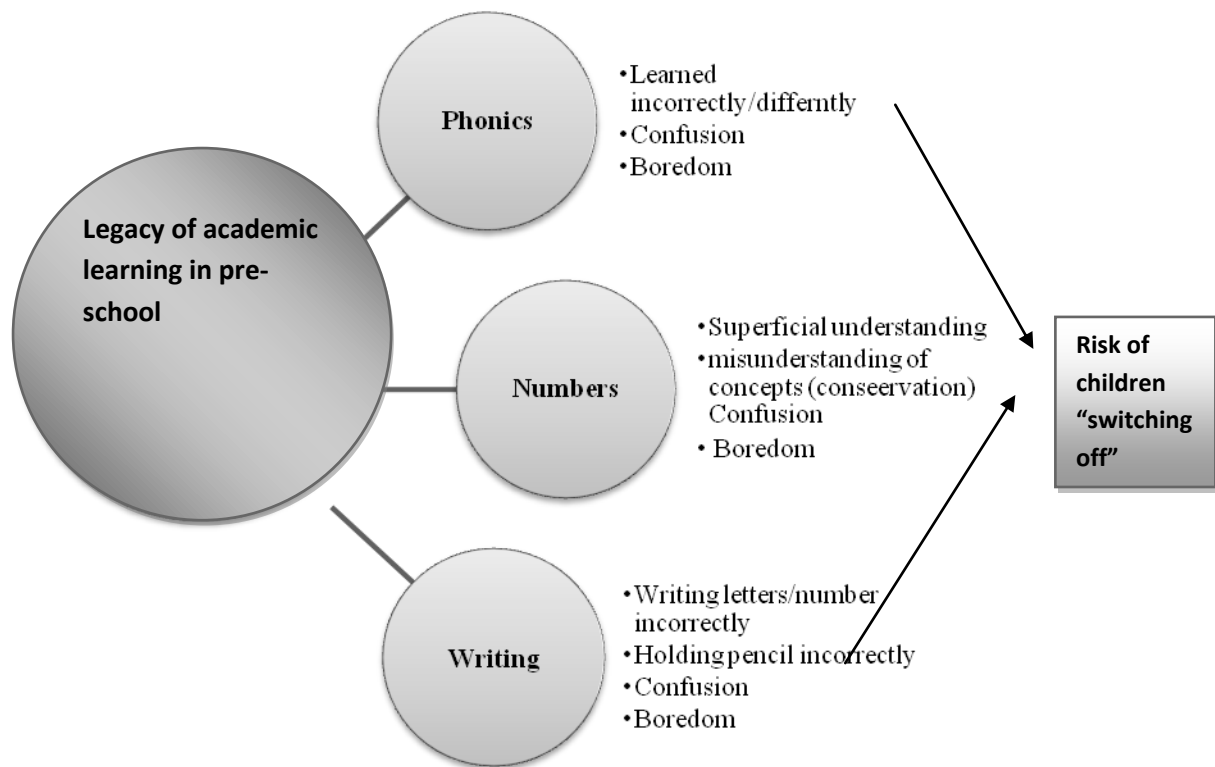 Legacy of academic
learning in pre-
school
Phonics
•Learned
incorrectly/differntly
•Confusion
•Boredom
Numbers
•Superficial understanding
•misunderstanding of
concepts (conseervation)
Confusion
• Boredom
Writing
•Writing letters/number
incorrectly
•Holding pencil incorrectly
•Confusion
•Boredom
Risk of
children
“switching
off”